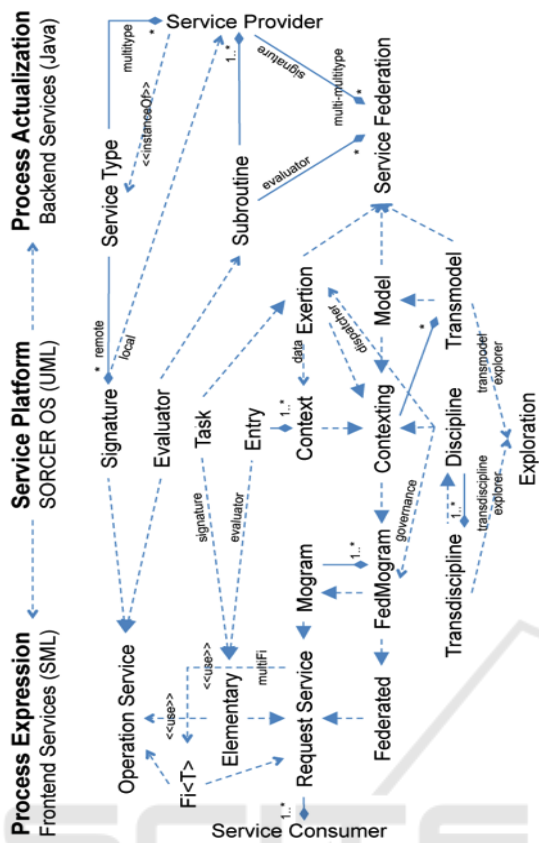 Process Expression
Frontend Services (SML)
Service Platform
SORCER OS (UML)
Process Actualization
Backend Services (Java)
Operation Service
Signature
* remote
Service Type
multitype
*
Service Provider
local
<<instanceOf>>
1..*
signature
<<use>>
Evaluator
Subroutine
evaluator
*
multi-multitype
*
Service Federation
Fi<T>
Elementary
signature
evaluator
Task
Entry
<<use>>
multiFi
1..*
Context
data
Exertion
dispatcher
Service Consumer
1..*
Request Service
Mogram
1..*
Contexting
Model
Federated
FedMogram
governance
*
Transdiscipline
1..*
Discipline
Transmodel
transdiscipline
explorer
transmodel
explorer
Exploration